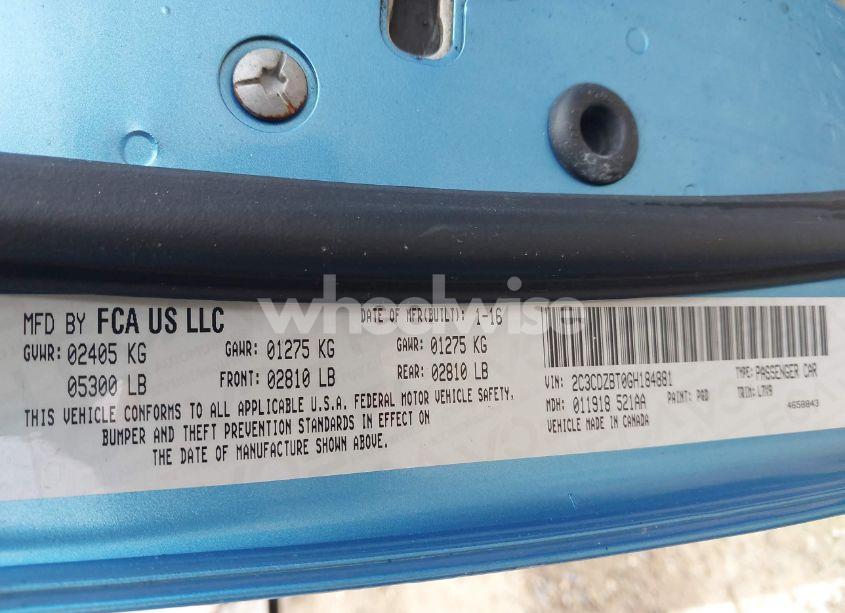 wheelwise
MFD BY FCA US LLC
DATE OF MFR(BUILT): 1-16
GVWR: 02405 KG GAWR: 01275 KG GAWR: 01275 KG
05300 LB FRONT: 02810 LB REAR: 02810 LB
THIS VEHICLE CONFORMS TO ALL APPLICABLE U.S.A. FEDERAL MOTOR VEHICLE SAFETY,
BUMPER AND THEFT PREVENTION STANDARDS IN EFFECT ON
THE DATE OF MANUFACTURE SHOWN ABOVE.
VIN: 2C3CDZBT0GH184881 TYPE: PASSENGER CAR
MDH: 011918 521AA PAINT: PQD TRIM: L7X9
VEHICLE MADE IN CANADA 4658843